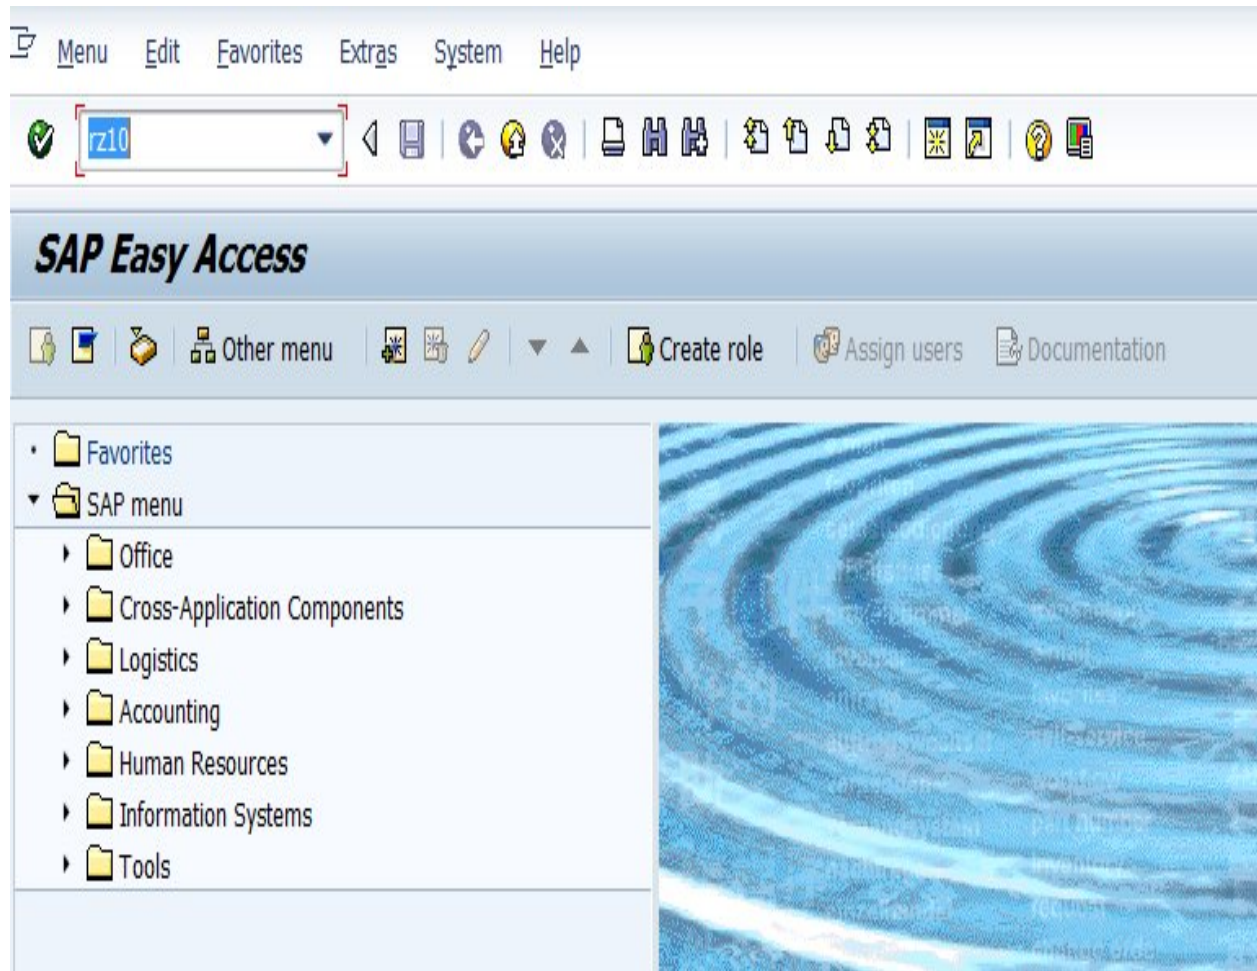 Menu Edit Favorites Extras System Help
rz10
SAP Easy Access
Other menu Create role Assign users Documentation
Favorites
SAP menu
Office
Cross-Application Components
Logistics
Accounting
Human Resources
Information Systems
Tools